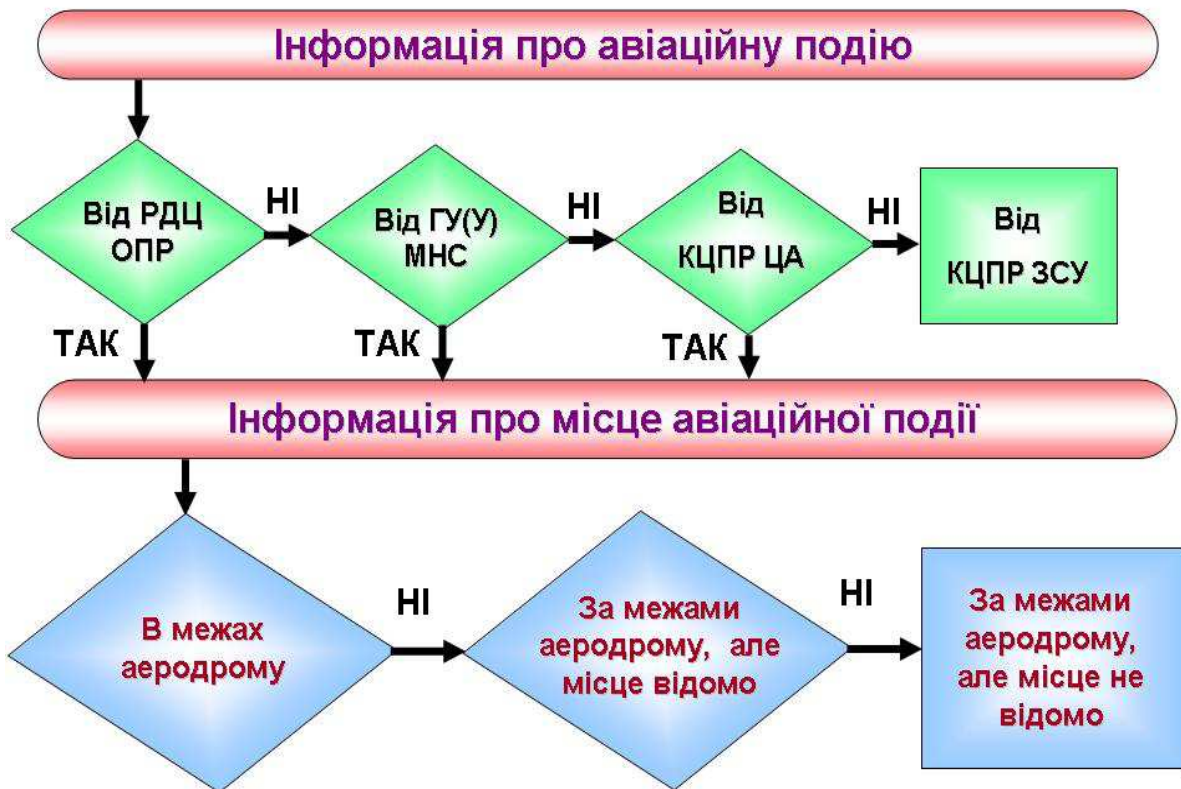 Інформація про авіаційну подію
Від РДЦ
ОПР
НІ
Від ГУ(У)
МНС
НІ
Від
КЦПР ЦА
НІ
Від
КЦПР ЗСУ
ТАК
ТАК
ТАК
Інформація про місце авіаційної події
В межах
аеродрому
НІ
За межами
аеродрому, але
місце відомо
НІ
За межами
аеродрому,
але місце не
відомо